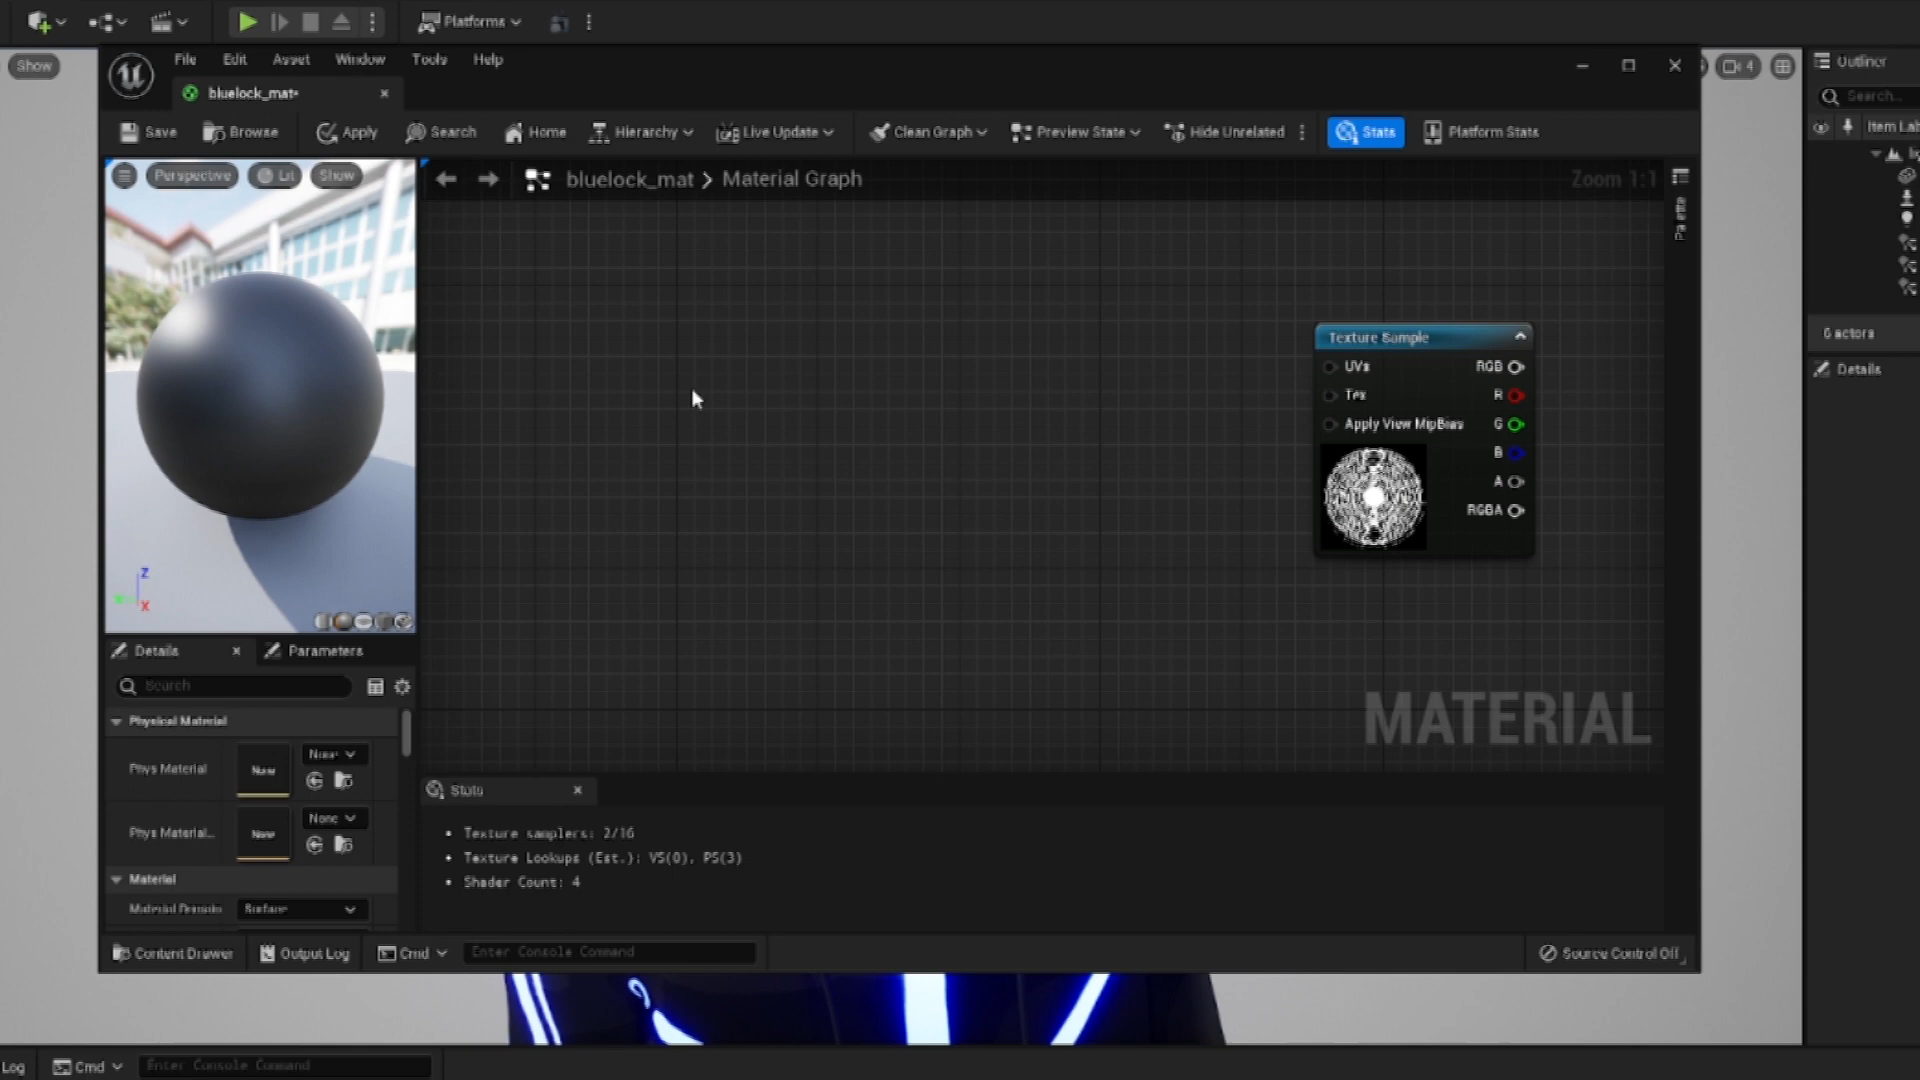 Platforms
Show
4
Outliner
File Edit Asset Window Tools Help
bluelock_mat*
Search...
Item Lab
Save Browse Apply Search Home Hierarchy Live Update Clean Graph Preview State Hide Unrelated Stats Platform Stats
Perspective Lit Show
bluelock_mat > Material Graph
Zoom 1:1
Palette
Texture Sample
UVs RGB
Tex R
Apply View MipBias G
B
A
RGBA
6 actors
Details
Z
X
MATERIAL
Details Parameters
Search
Physical Material
Phys Material None None
Phys Material... None None
Material
Material Domain Surface
Stats
• Texture samplers: 2/16
• Texture Lookups (Est.): VS(0), PS(3)
• Shader Count: 4
Content Drawer Output Log Cmd Enter Console Command
Source Control Off
Log Cmd Enter Console Command